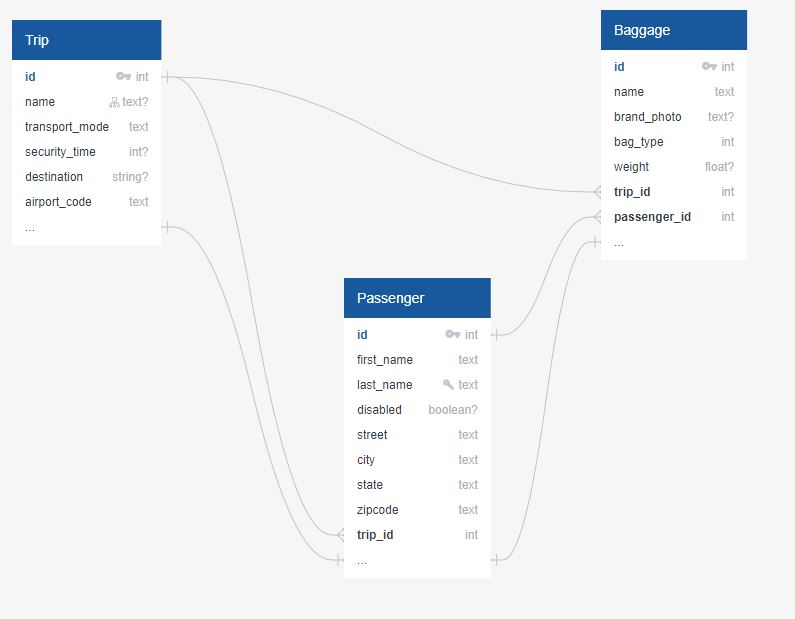 Trip
id int
name text?
transport_mode text
security_time int?
destination string?
airport_code text
...
Baggage
id int
name text
brand_photo text?
bag_type int
weight float?
trip_id int
passenger_id int
...
Passenger
id int
first_name text
last_name text
disabled boolean?
street text
city text
state text
zipcode text
trip_id int
...